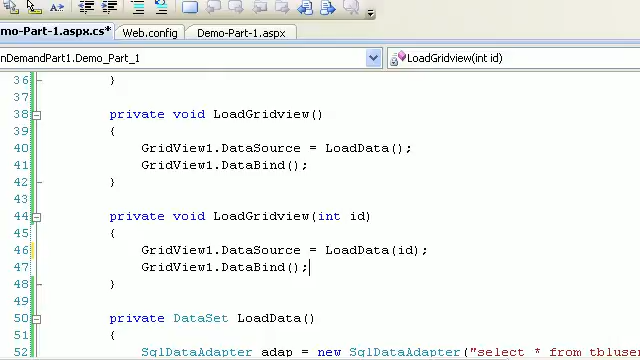 emo-Part-1.aspx.cs* Web.config Demo-Part-1.aspx
nDemandPart1.Demo_Part_1 LoadGridview(int id)
36 }
37
38 private void LoadGridview()
39 {
40 GridView1.DataSource = LoadData();
41 GridView1.DataBind();
42 }
43
44 private void LoadGridview(int id)
45 {
46 GridView1.DataSource = LoadData(id);
47 GridView1.DataBind();
48 }
49
50 private DataSet LoadData()
51 {
52 SqlDataAdapter adap = new SqlDataAdapter("select * from tbluse